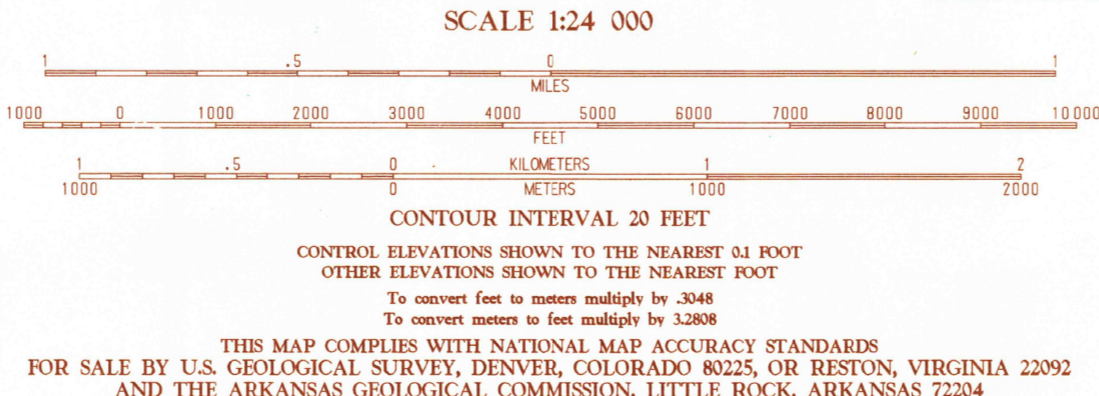 SCALE 1:24 000
1 .5 0 1
MILES
1000 0 1000 2000 3000 4000 5000 6000 7000 8000 9000 10 000
FEET
1 .5 0 KILOMETERS 1 2
1000 0 METERS 1000 2000
CONTOUR INTERVAL 20 FEET
CONTROL ELEVATIONS SHOWN TO THE NEAREST 0.1 FOOT
OTHER ELEVATIONS SHOWN TO THE NEAREST FOOT
To convert feet to meters multiply by .3048
To convert meters to feet multiply by 3.2808
THIS MAP COMPLIES WITH NATIONAL MAP ACCURACY STANDARDS
FOR SALE BY U.S. GEOLOGICAL SURVEY, DENVER, COLORADO 80225, OR RESTON, VIRGINIA 22092
AND THE ARKANSAS GEOLOGICAL COMMISSION, LITTLE ROCK, ARKANSAS 72204